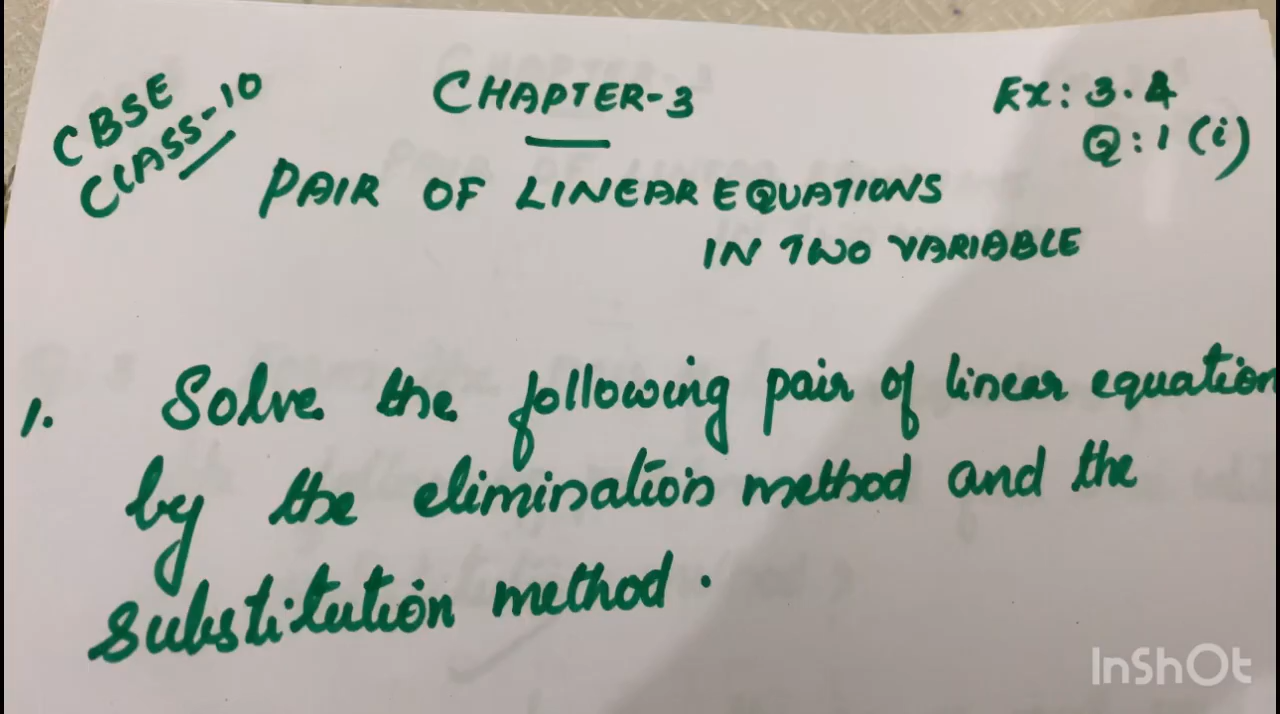 CBSE
CLASS-10
CHAPTER-3
Ex: 3.4
Q:1 (i)
PAIR OF LINEAR EQUATIONS
IN TWO VARIABLE
1. Solve the following pair of linear equation
by the elimination method and the
substitution method.
InShOt